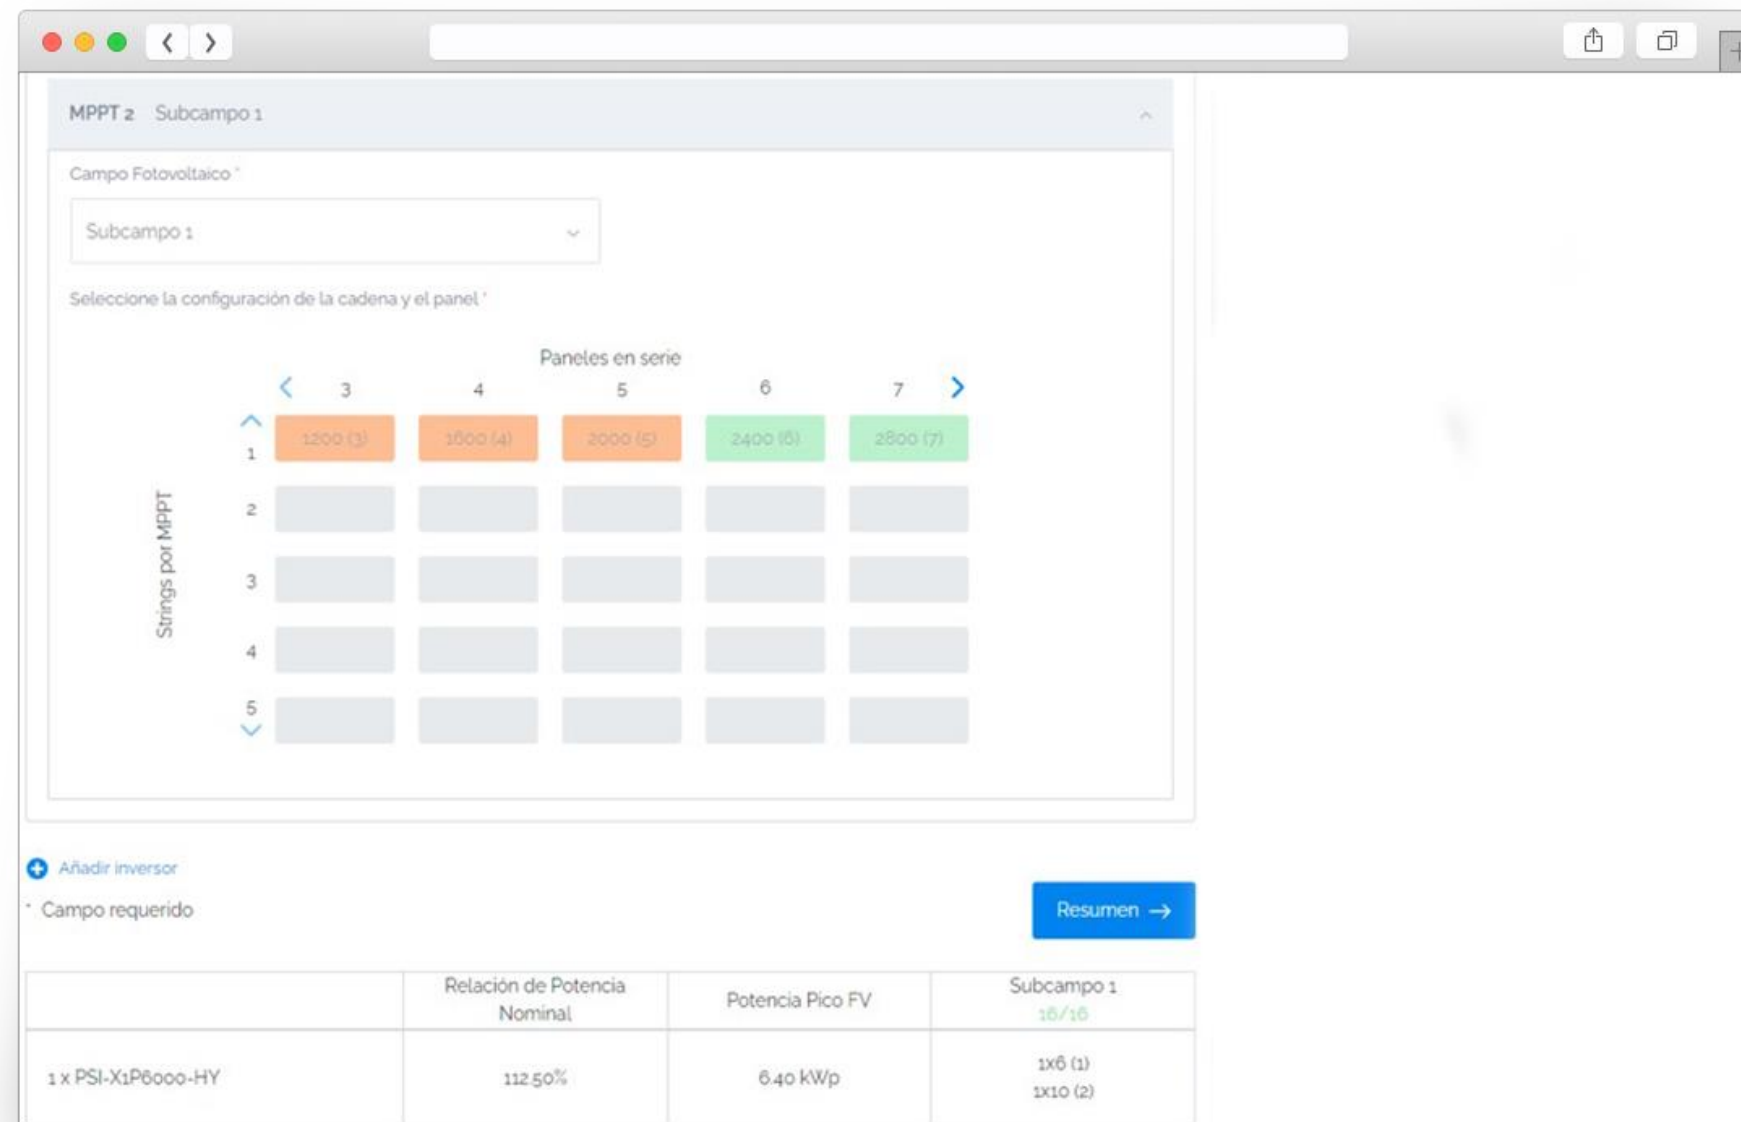 MPPT 2 Subcampo 1
Campo Fotovoltaico *
Subcampo 1
Seleccione la configuración de la cadena y el panel *
Paneles en serie
3 4 5 6 7
Strings por MPPT
1 1200 (3) 1600 (4) 2000 (5) 2400 (6) 2800 (7)
2
3
4
5
Añadir inversor
* Campo requerido
Resumen →
Relación de Potencia
Nominal
Potencia Pico FV
Subcampo 1
16/16
1 x PSI-X1P6000-HY
112.50%
6.40 kWp
1x6 (1)
1x10 (2)